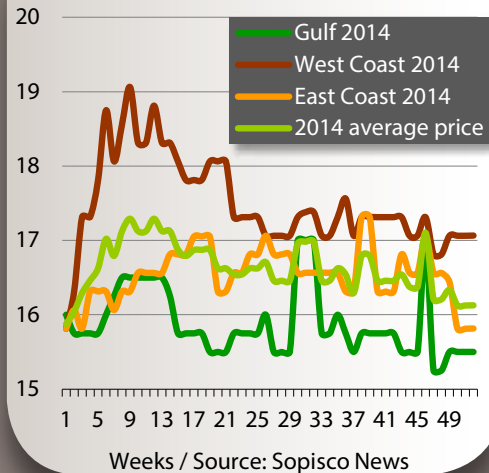 20
Gulf 2014
West Coast 2014
East Coast 2014
2014 average price
19
18
17
16
15
1 5 9 13 17 21 25 29 33 37 41 45 49
Weeks / Source: Sopisco News